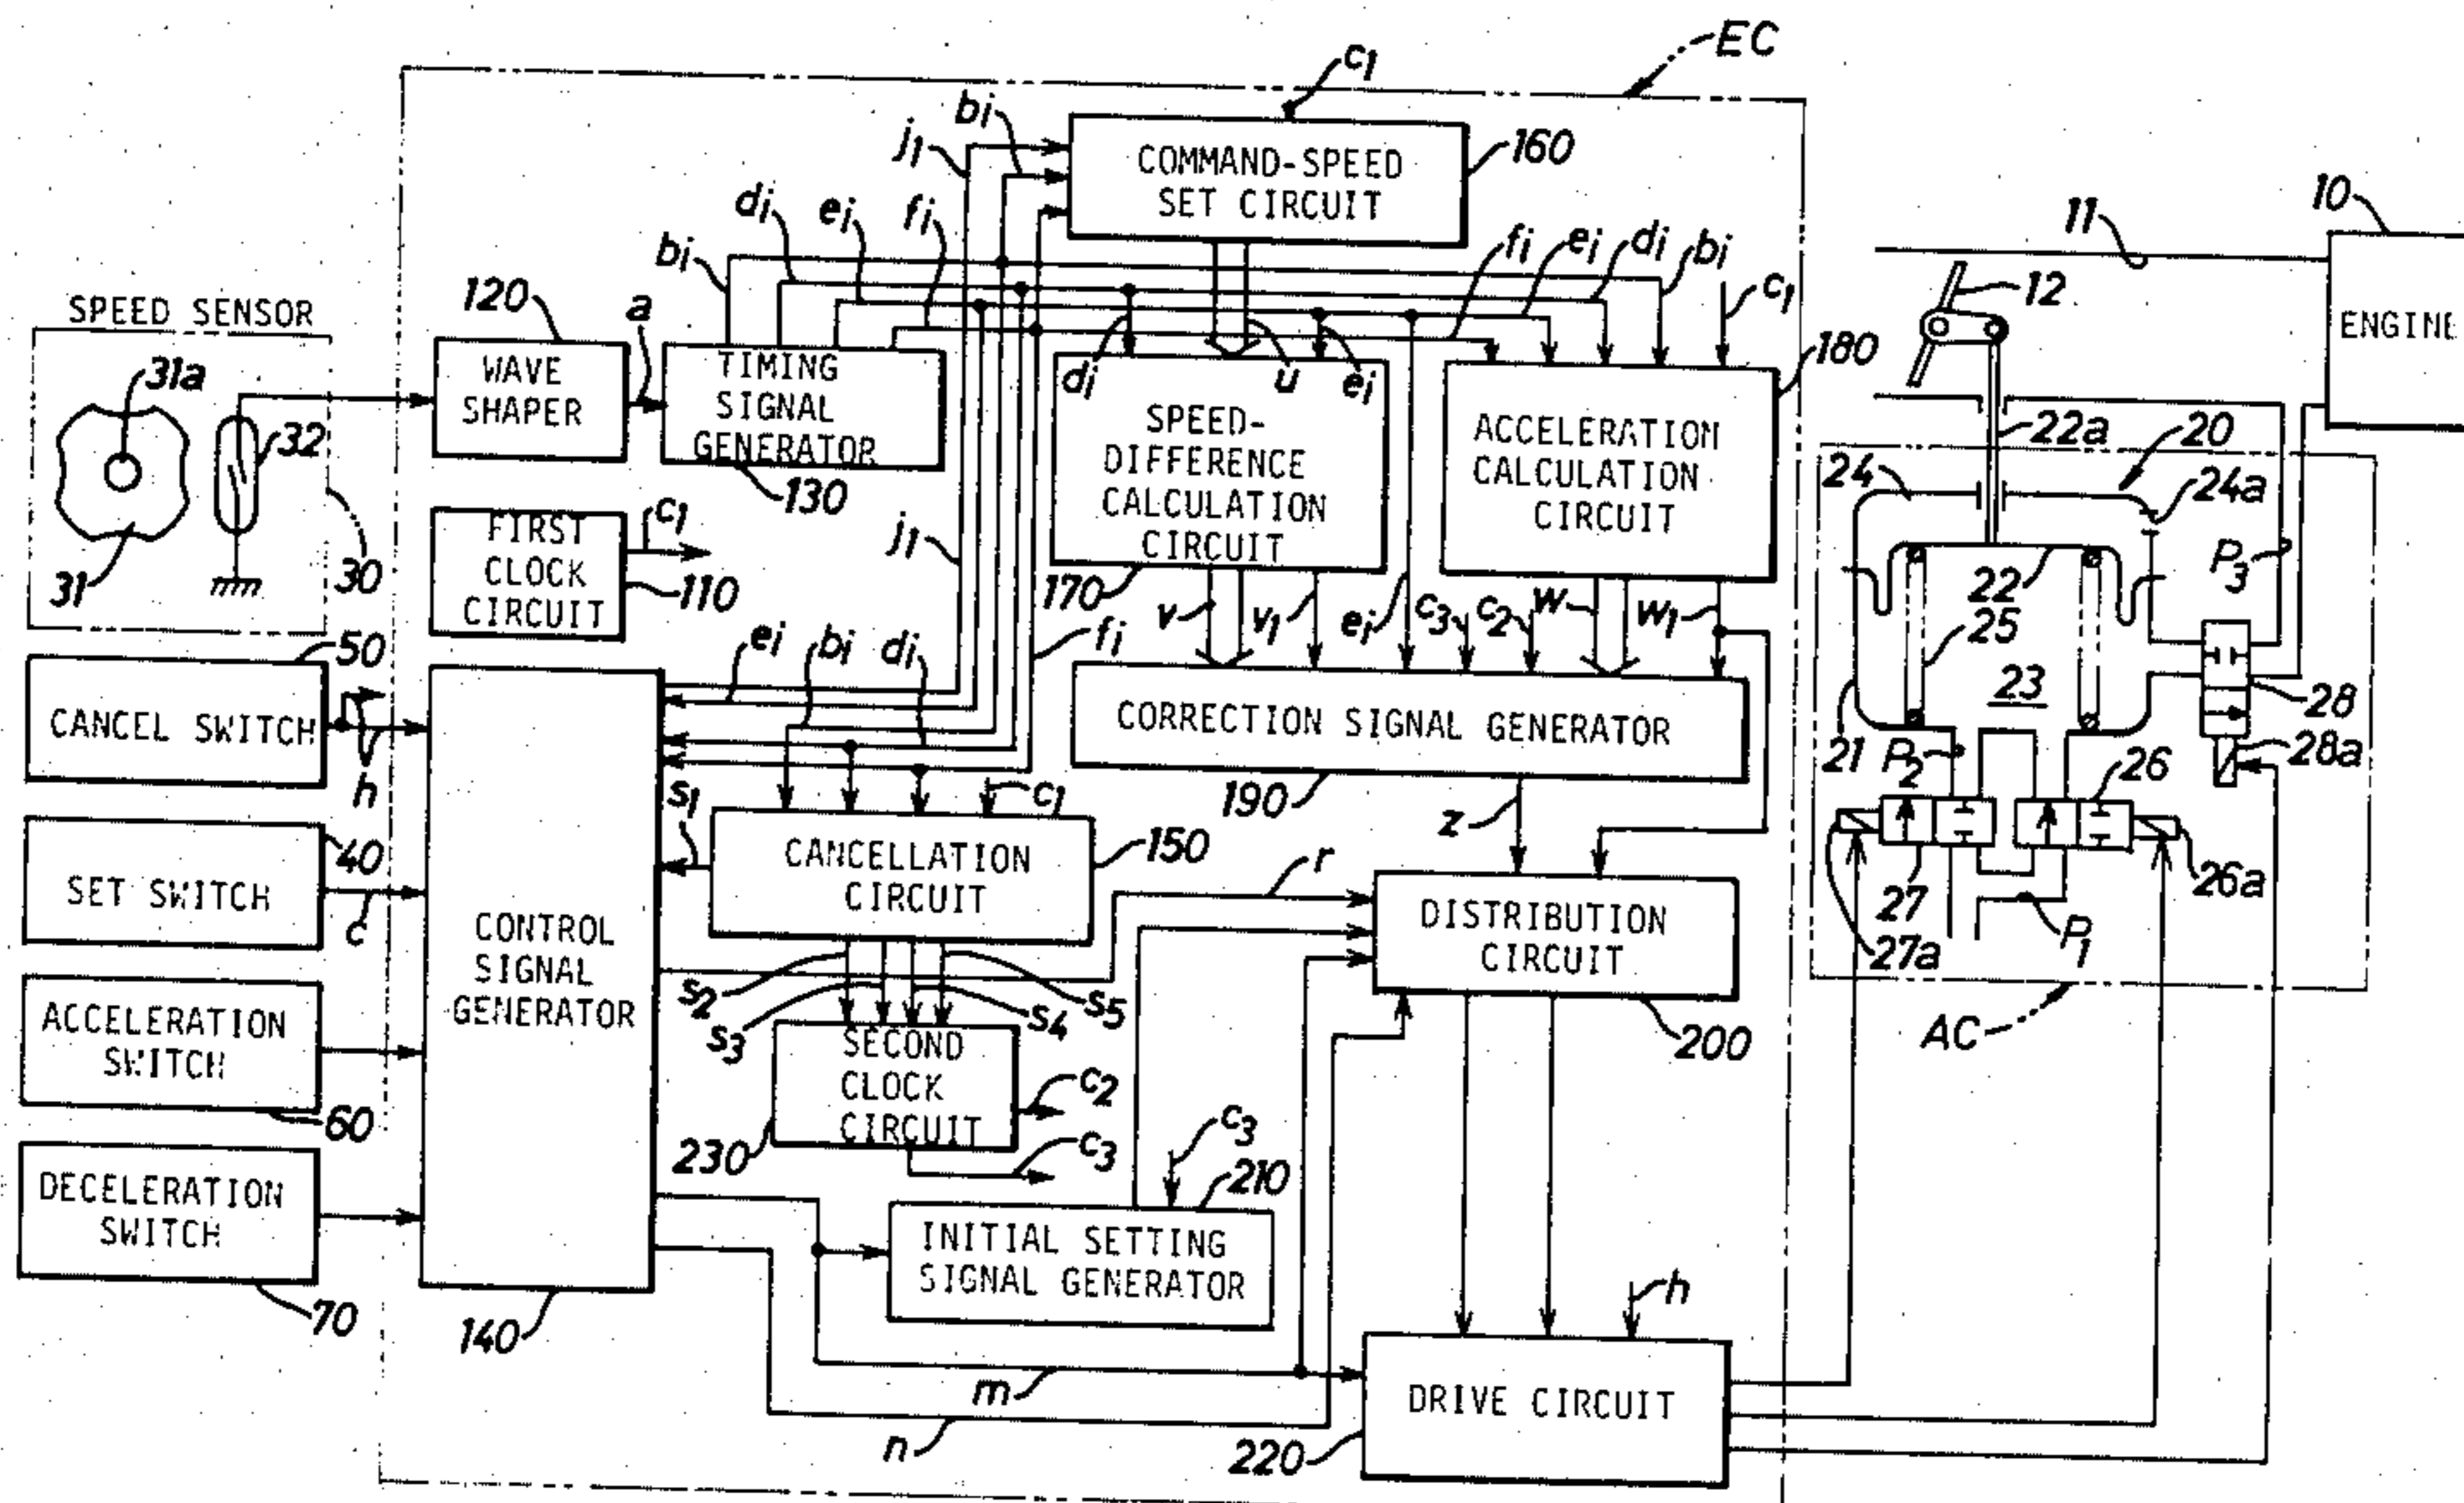 EC
c1
bi
j1
COMMAND-SPEED
SET CIRCUIT
160
di
ei
fi
bi
fi
ei
di
bi
c1
10
11
12
ENGINE
SPEED SENSOR
120
a
WAVE
SHAPER
TIMING
SIGNAL
GENERATOR
130
31a
32
31
30
di
u
ei
SPEED-
DIFFERENCE
CALCULATION
CIRCUIT
170
180
ACCELERATION
CALCULATION
CIRCUIT
22a
20
24
24a
P3
22
25
23
28
28a
21
P2
26
26a
27
27a
P1
AC
FIRST
CLOCK
CIRCUIT
c1
110
j1
v
v1
ei
c3
c2
w
w1
ei
bi
di
fi
50
CANCEL SWITCH
h
CORRECTION SIGNAL GENERATOR
190
z
s1
c1
40
SET SWITCH
c
CANCELLATION
CIRCUIT
150
r
DISTRIBUTION
CIRCUIT
200
CONTROL
SIGNAL
GENERATOR
140
s2
s3
s4
s5
ACCELERATION
SWITCH
60
SECOND
CLOCK
CIRCUIT
230
c2
c3
c3
210
DECELERATION
SWITCH
70
INITIAL SETTING
SIGNAL GENERATOR
h
m
n
DRIVE CIRCUIT
220